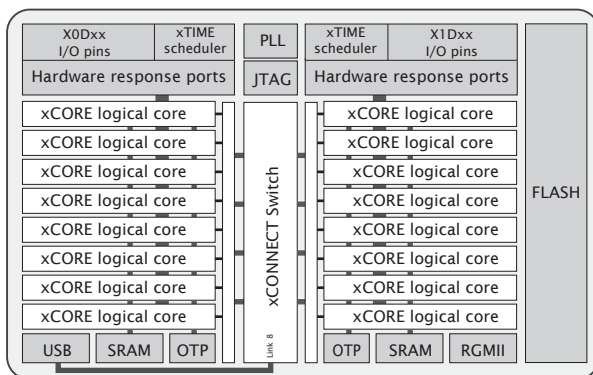 X0Dxx
I/O pins
xTIME
scheduler
PLL
xTIME
scheduler
X1Dxx
I/O pins
Hardware response ports
JTAG
Hardware response ports
xCORE logical core
xCORE logical core
xCORE logical core
xCORE logical core
xCORE logical core
xCORE logical core
xCORE logical core
xCORE logical core
xCONNECT Switch
Link 8
xCORE logical core
xCORE logical core
xCORE logical core
xCORE logical core
xCORE logical core
xCORE logical core
xCORE logical core
xCORE logical core
FLASH
USB
SRAM
OTP
OTP
SRAM
RGMII